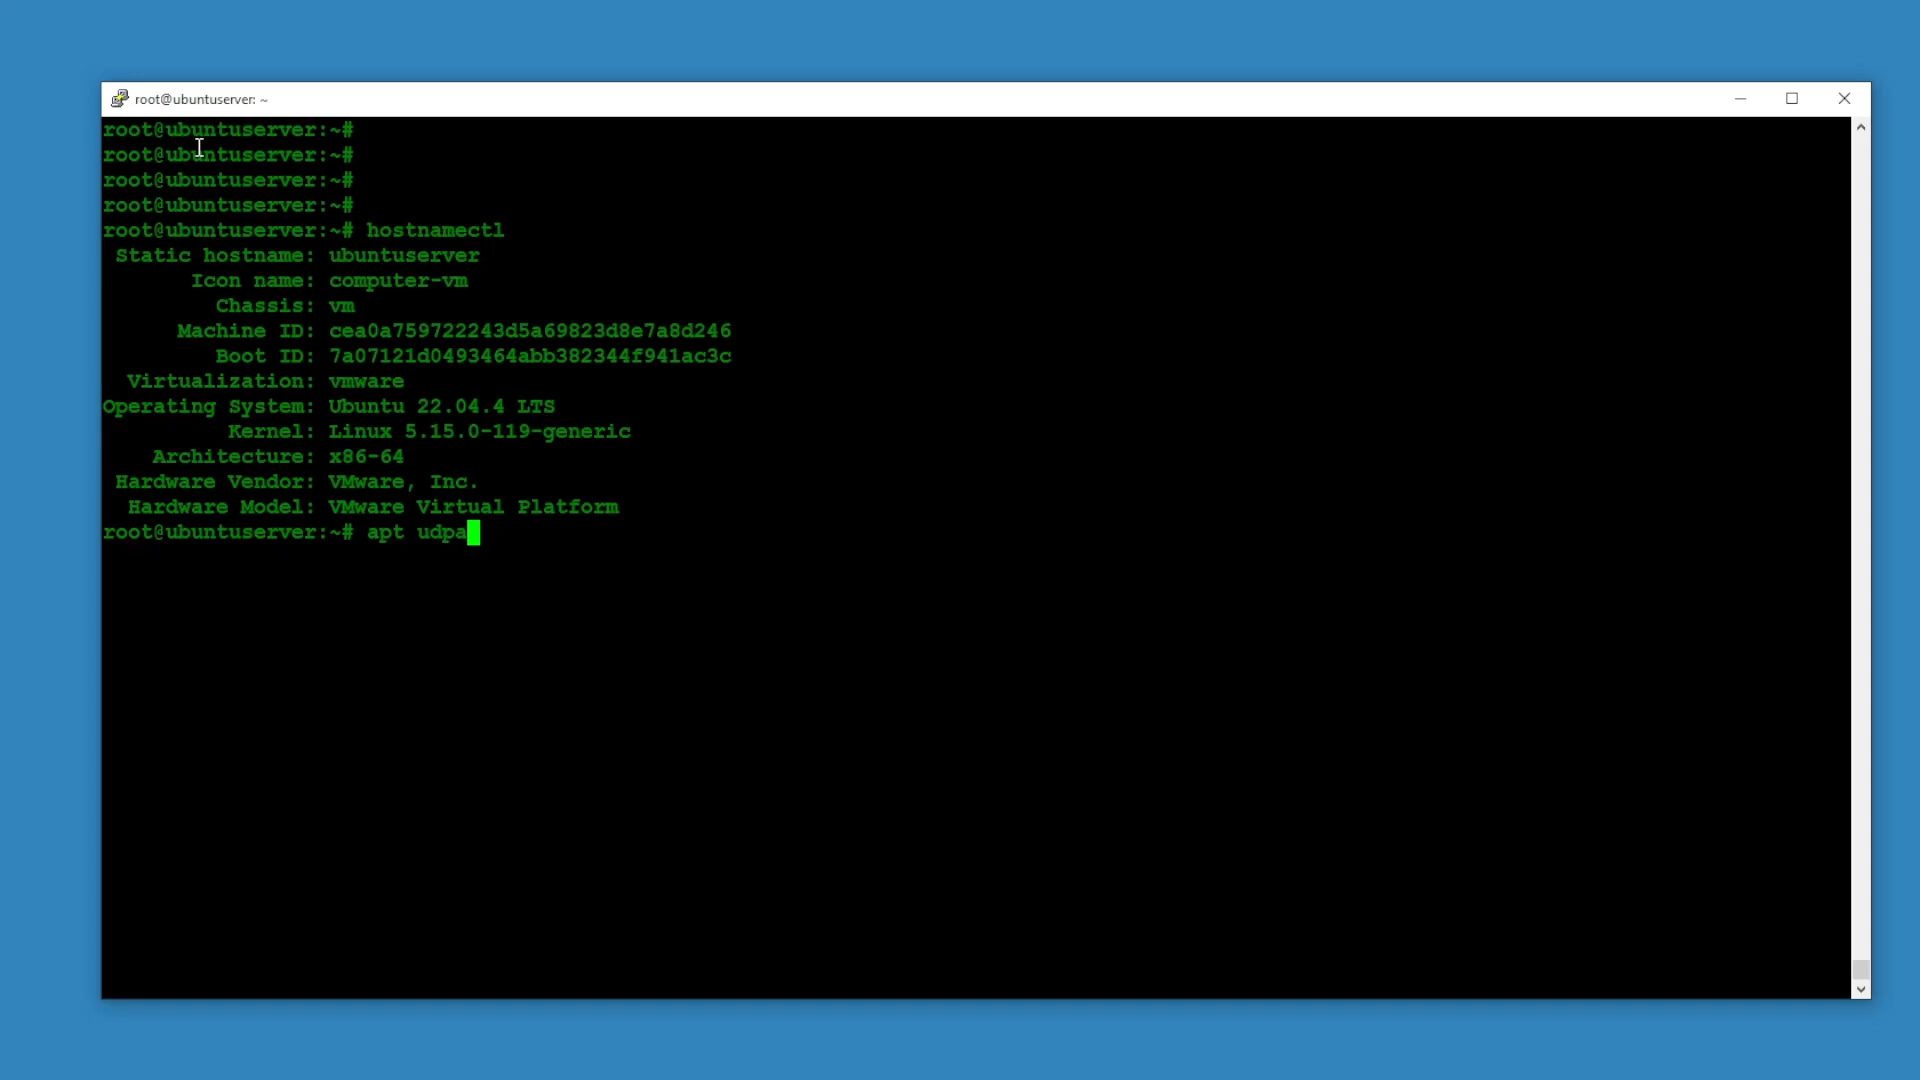 root@ubuntuserver: ~
root@ubuntuserver:~#
root@ubuntuserver:~#
root@ubuntuserver:~#
root@ubuntuserver:~#
root@ubuntuserver:~# hostnamectl
Static hostname: ubuntuserver
Icon name: computer-vm
Chassis: vm
Machine ID: cea0a759722243d5a69823d8e7a8d246
Boot ID: 7a07121d0493464abb382344f941ac3c
Virtualization: vmware
Operating System: Ubuntu 22.04.4 LTS
Kernel: Linux 5.15.0-119-generic
Architecture: x86-64
Hardware Vendor: VMware, Inc.
Hardware Model: VMware Virtual Platform
root@ubuntuserver:~# apt udpa